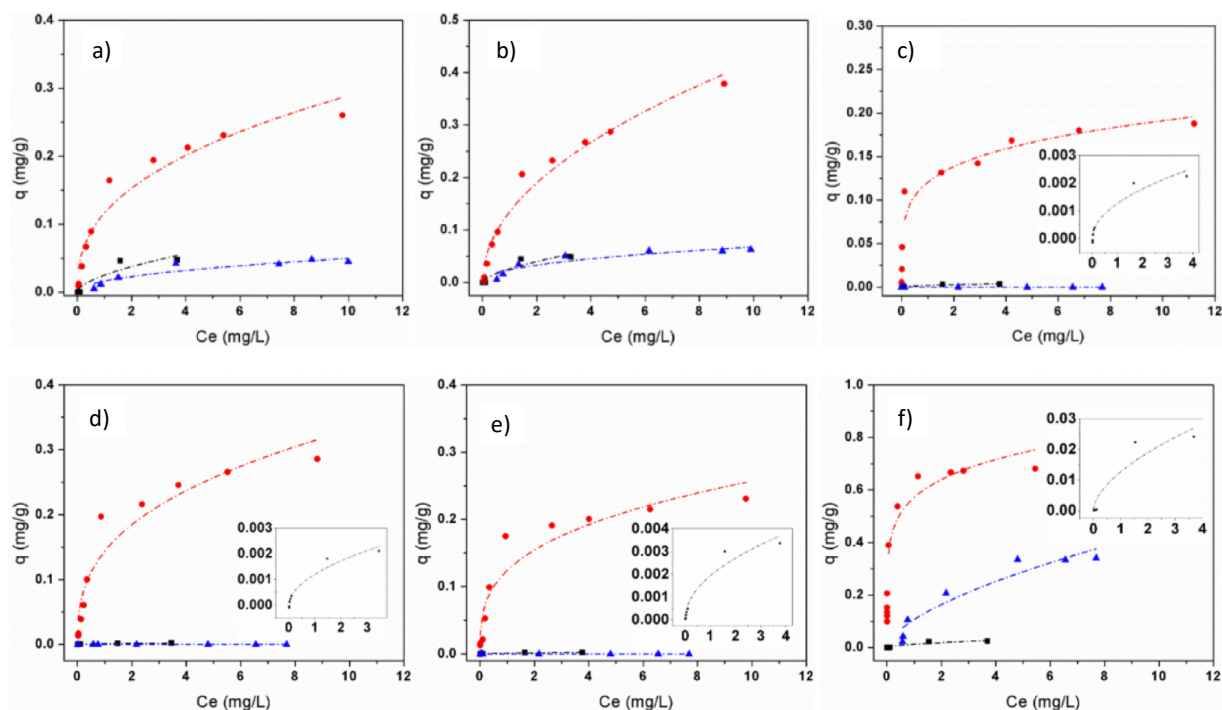 a)
q (mg/g)
0.4
0.3
0.2
0.1
0.0
0 2 4 6 8 10 12
Ce (mg/L)
b)
q (mg/g)
0.5
0.4
0.3
0.2
0.1
0.0
0 2 4 6 8 10 12
Ce (mg/L)
c)
q (mg/g)
0.30
0.25
0.20
0.15
0.10
0.05
0.00
0 2 4 6 8 10 12
Ce (mg/L)
0.003
0.002
0.001
0.000
0 1 2 3 4
d)
q (mg/g)
0.4
0.3
0.2
0.1
0.0
0 2 4 6 8 10 12
Ce (mg/L)
0.003
0.002
0.001
0.000
0 1 2 3
e)
q (mg/g)
0.4
0.3
0.2
0.1
0.0
0 2 4 6 8 10 12
Ce (mg/L)
0.004
0.003
0.002
0.001
0.000
0 1 2 3 4
f)
q (mg/g)
1.0
0.8
0.6
0.4
0.2
0.0
0 2 4 6 8 10 12
Ce (mg/L)
0.03
0.02
0.01
0.00
0 1 2 3 4